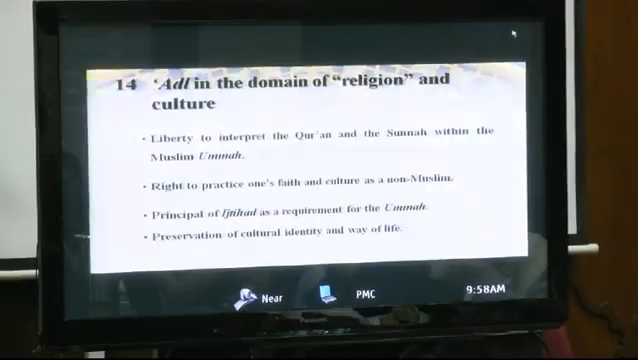 14 ‘Adl in the domain of “religion” and
culture
• Liberty to interpret the Qur'an and the Sunnah within the
Muslim Ummah.
• Right to practice one's faith and culture as a non-Muslim.
• Principal of Ijtihad as a requirement for the Ummah.
• Preservation of cultural identity and way of life.
Near PMC 9:58AM
Panasonic